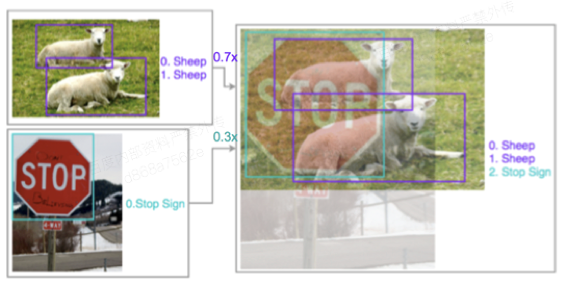 0. Sheep
1. Sheep
0.7x
STOP
0.Stop Sign
0.3x
STOP
0. Sheep
1. Sheep
2. Stop Sign